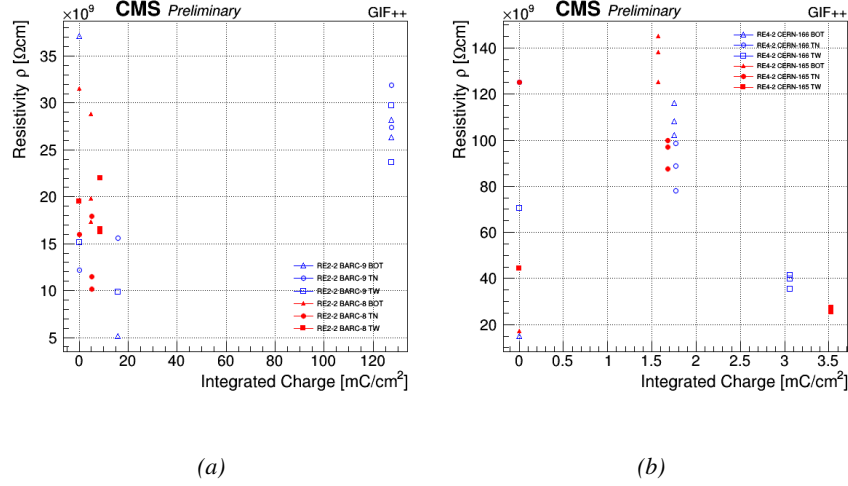 ×10⁹ CMS Preliminary GIF++
Resistivity ρ [Ωcm]
35
30
25
20
15
10
5
RE2-2 BARC-9 BOT
RE2-2 BARC-9 TN
RE2-2 BARC-9 TW
RE2-2 BARC-8 BOT
RE2-2 BARC-8 TN
RE2-2 BARC-8 TW
0 20 40 60 80 100 120
Integrated Charge [mC/cm²]
(a)
×10⁹ CMS Preliminary GIF++
Resistivity ρ [Ωcm]
RE4-2 CERN-166 BOT
RE4-2 CERN-166 TN
RE4-2 CERN-166 TW
RE4-2 CERN-165 BOT
RE4-2 CERN-165 TN
RE4-2 CERN-165 TW
140
120
100
80
60
40
20
0 0.5 1 1.5 2 2.5 3 3.5
Integrated Charge [mC/cm²]
(b)